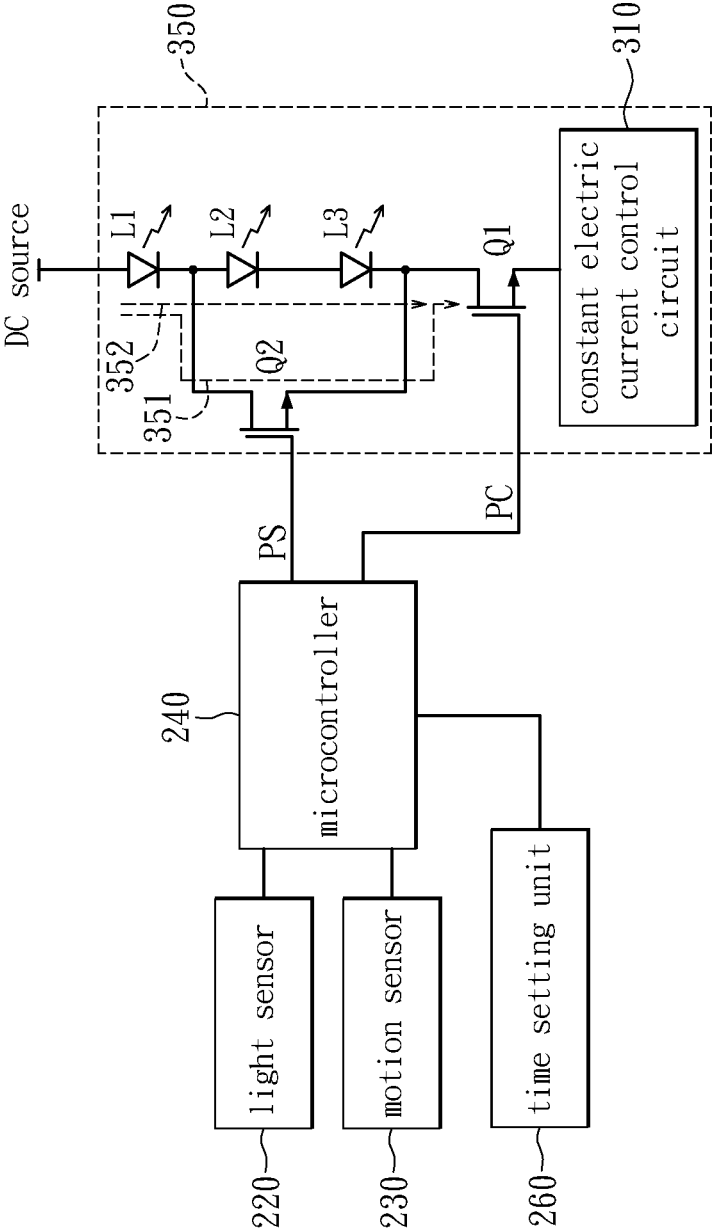 350
310
DC source
L1
L2
L3
352
351
Q2
Q1
constant electric
current control
circuit
PS
PC
240
microcontroller
light sensor
motion sensor
time setting unit
220
230
260